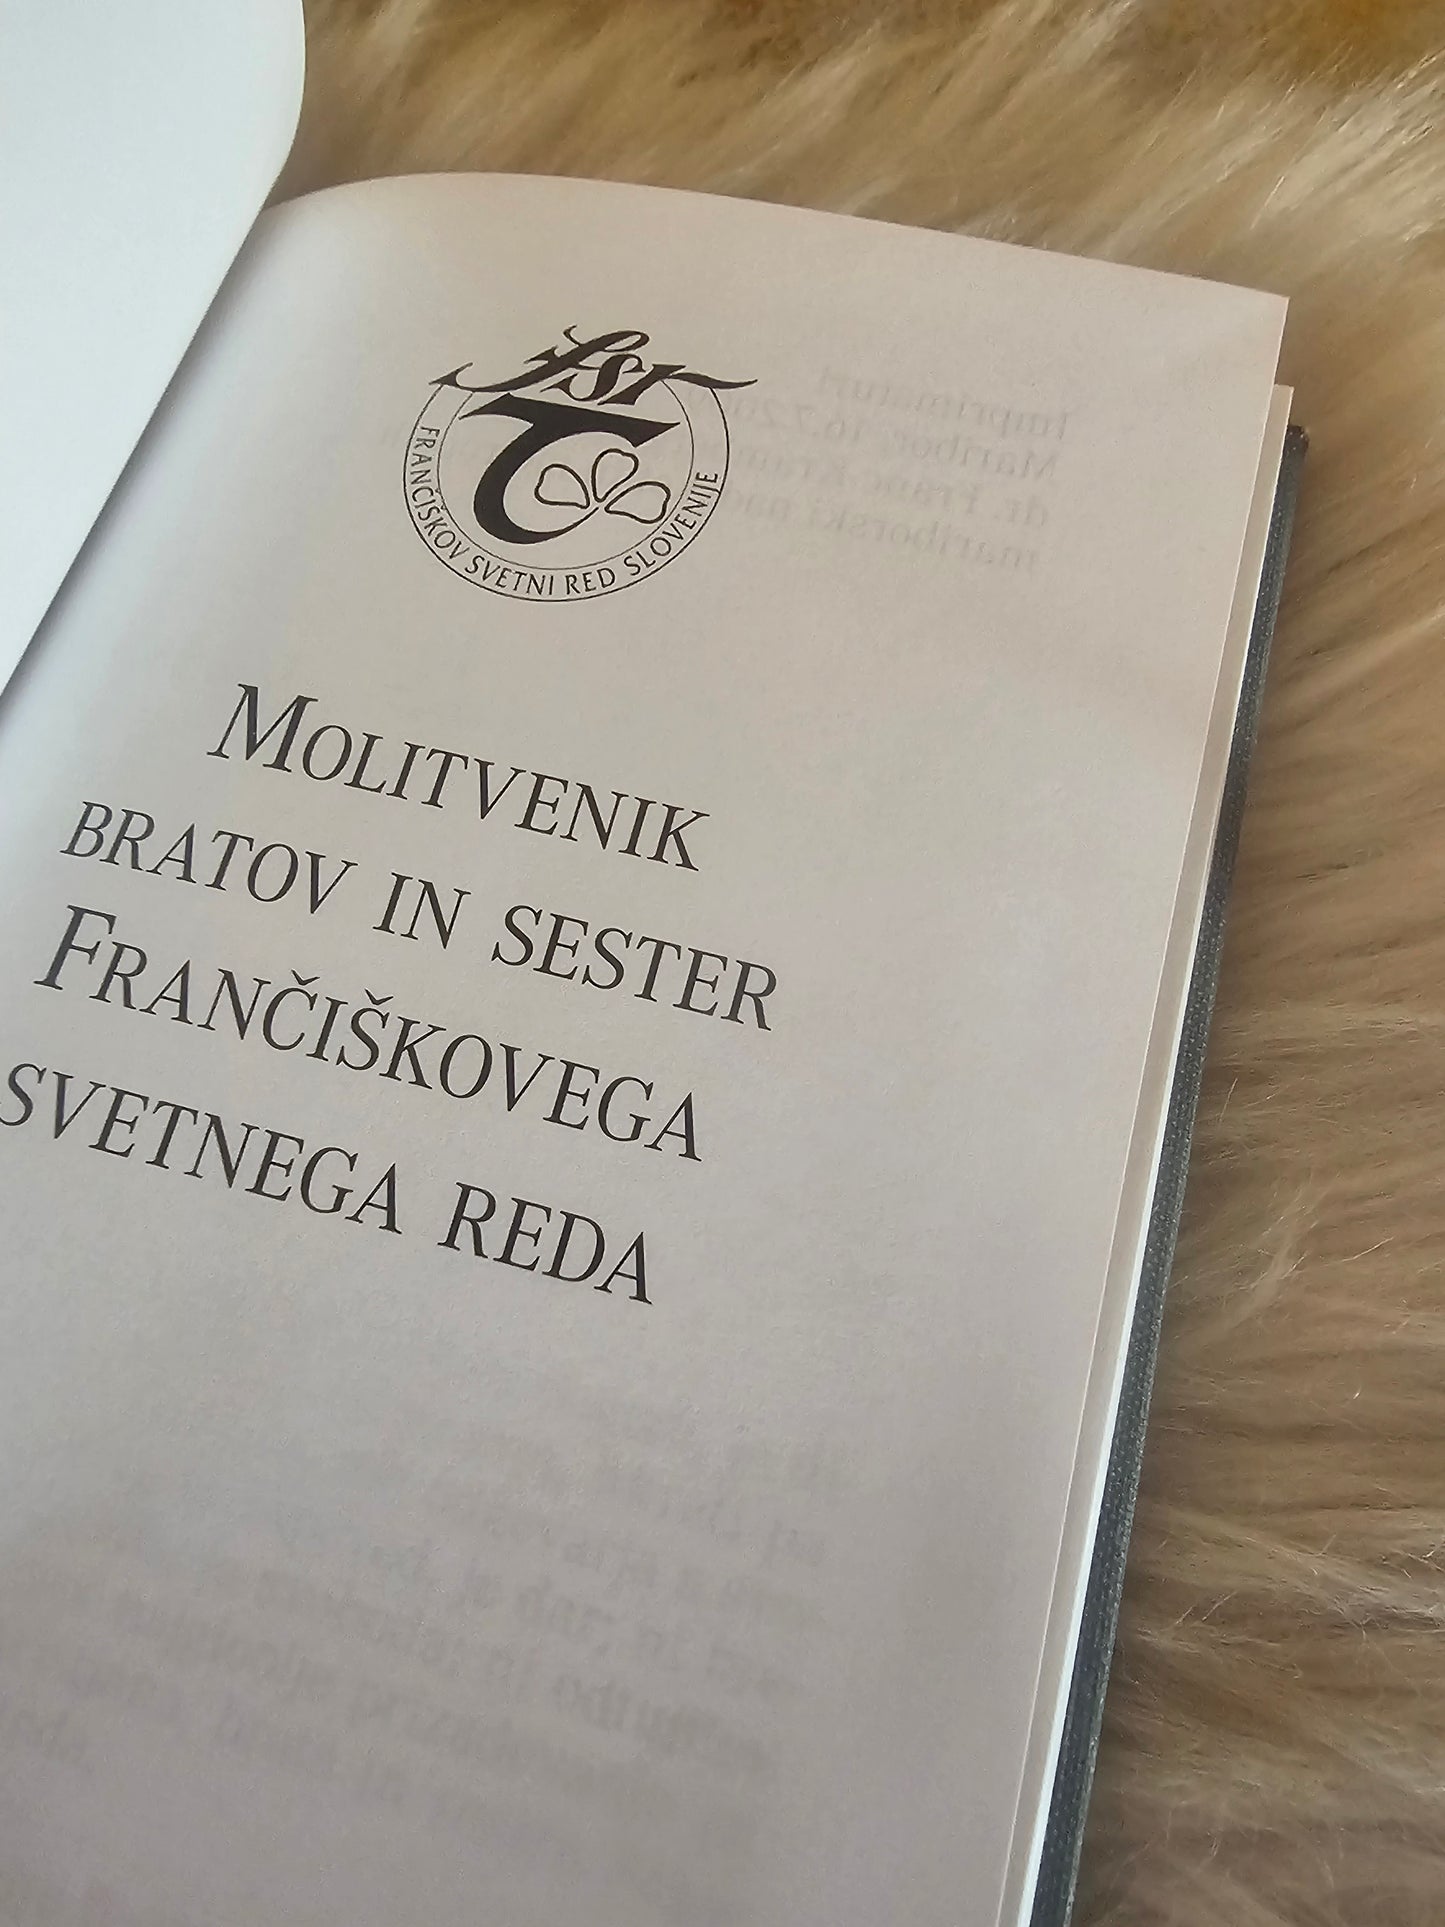 fsr
FRANČIŠKOV SVETNI RED SLOVENIJE
MOLITVENIK
BRATOV IN SESTER
FRANČIŠKOVEGA
SVETNEGA REDA